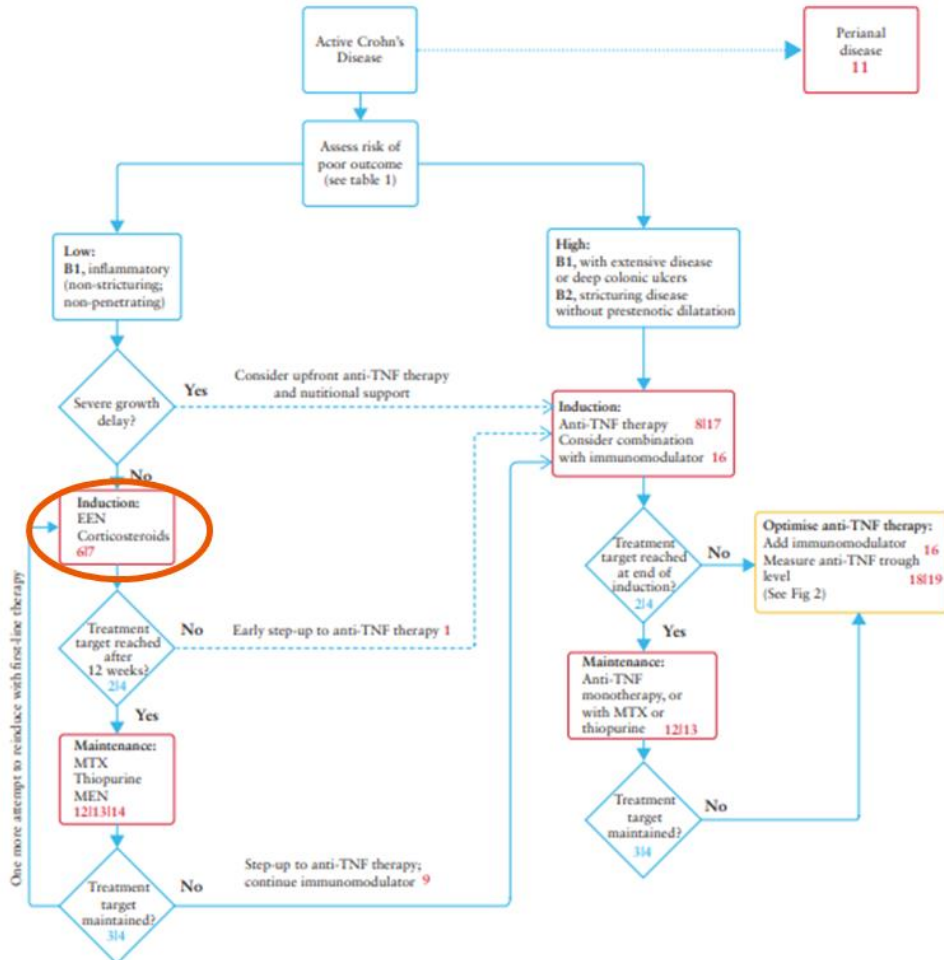 Active Crohn's
Disease
Perianal
disease
11
Assess risk of
poor outcome
(see table 1)
Low:
B1, inflammatory
(non-stricturing;
non-penetrating)
High:
B1, with extensive disease
or deep colonic ulcers
B2, stricturing disease
without prestenotic dilatation
Severe growth
delay?
Yes
Consider upfront anti-TNF therapy
and nutitional support
No
Induction:
Anti-TNF therapy 8|17
Consider combination
with immunomodulator 16
Induction:
EEN
Corticosteroids
6|7
Treatment
target reached
at end of
induction?
2|4
No
Optimise anti-TNF therapy:
Add immunomodulator 16
Measure anti-TNF trough
level 18|19
(See Fig 2)
Treatment
target reached
after
12 weeks?
2|4
No
Early step-up to anti-TNF therapy 1
Yes
Maintenance:
Anti-TNF
monotherapy, or
with MTX or
thiopurine 12|13
Yes
Maintenance:
MTX
Thiopurine
MEN
12|13|14
Treatment
target
maintained?
3|4
No
Treatment
target
maintained?
3|4
No
Step-up to anti-TNF therapy;
continue immunomodulator 9
One more attempt to reinduce with first-line therapy